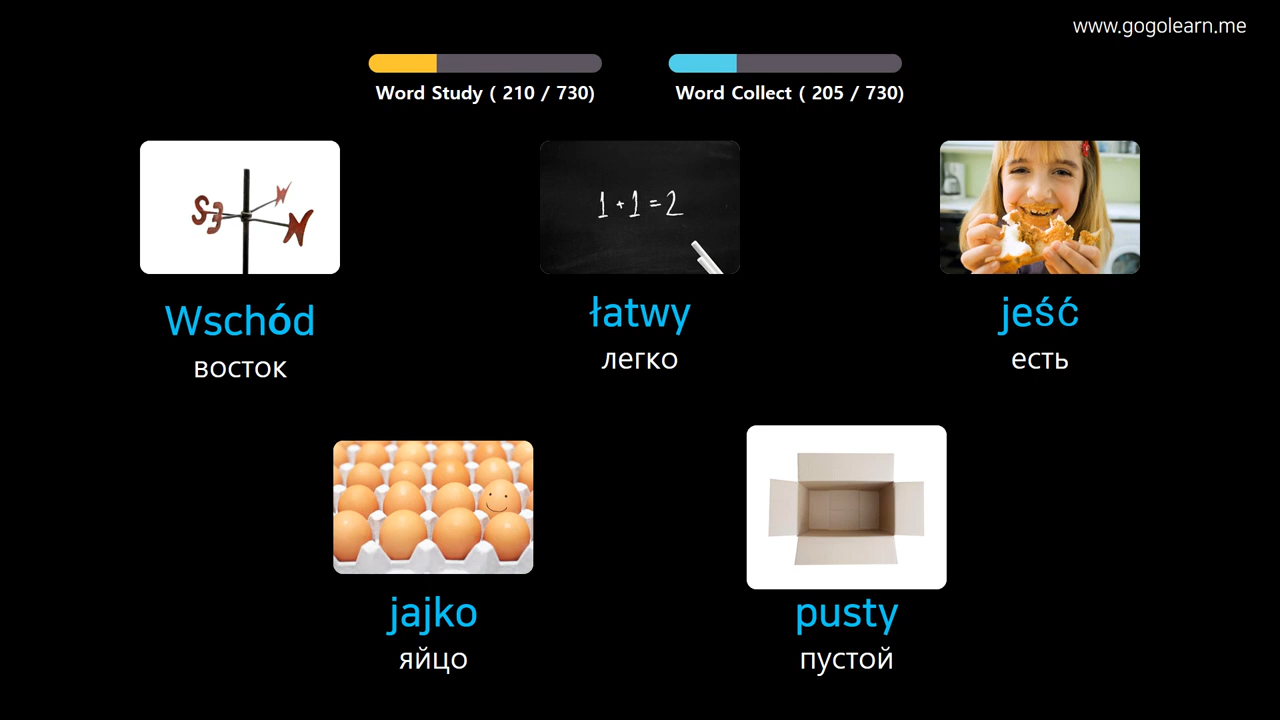 www.gogolearn.me
Word Study ( 210 / 730)
Word Collect ( 205 / 730)
S E N N
1 + 1 = 2
Wschód
восток
łatwy
легко
jeść
есть
jajko
яйцо
pusty
пустой